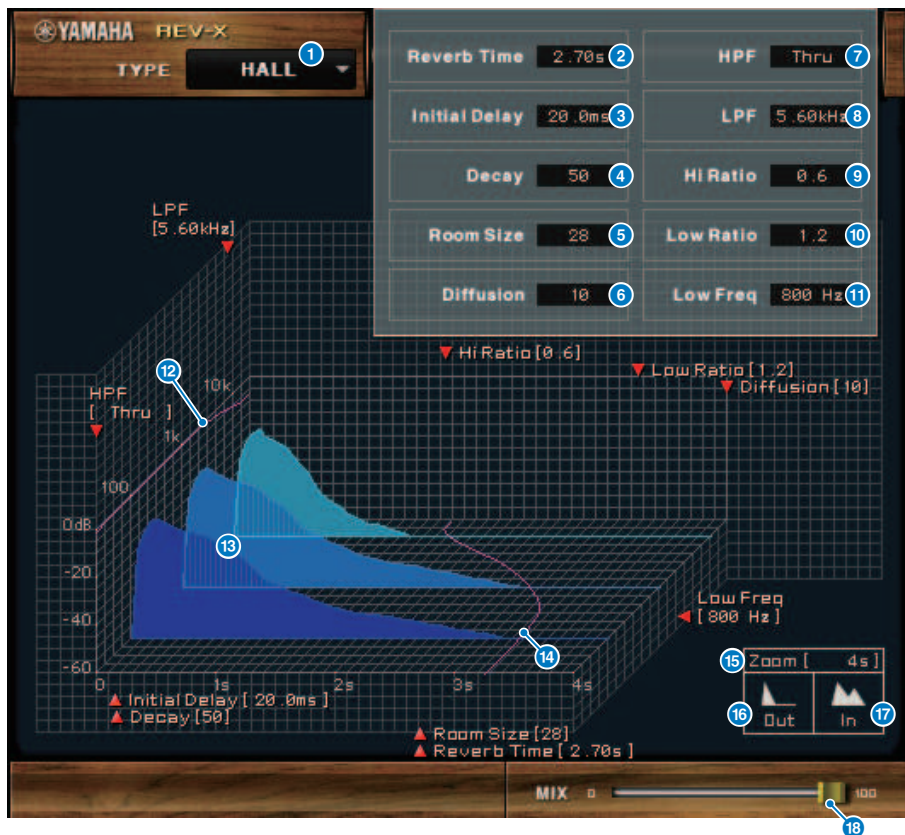 YAMAHA REV-X
TYPE HALL 1
Reverb Time 2.70s 2
HPF Thru 7
Initial Delay 20.0ms 3
LPF 5.60kHz 8
Decay 50 4
Hi Ratio 0.6 9
Room Size 28 5
Low Ratio 1.2 10
Diffusion 10 6
Low Freq 800 Hz 11
LPF
[5.60kHz]
Hi Ratio[0.6]
Low Ratio[1.2]
Diffusion[10]
12
HPF
[ Thru ]
10k
1k
100
0dB
-20
-40
-60
13
14
0 1s 2s 3s 4s
Low Freq
[ 800 Hz ]
Initial Delay[ 20.0ms ]
Decay[50]
Room Size[28]
Reverb Time[ 2.70s ]
15 Zoom[ 4s]
16 Out In 17
MIX 0 100
18